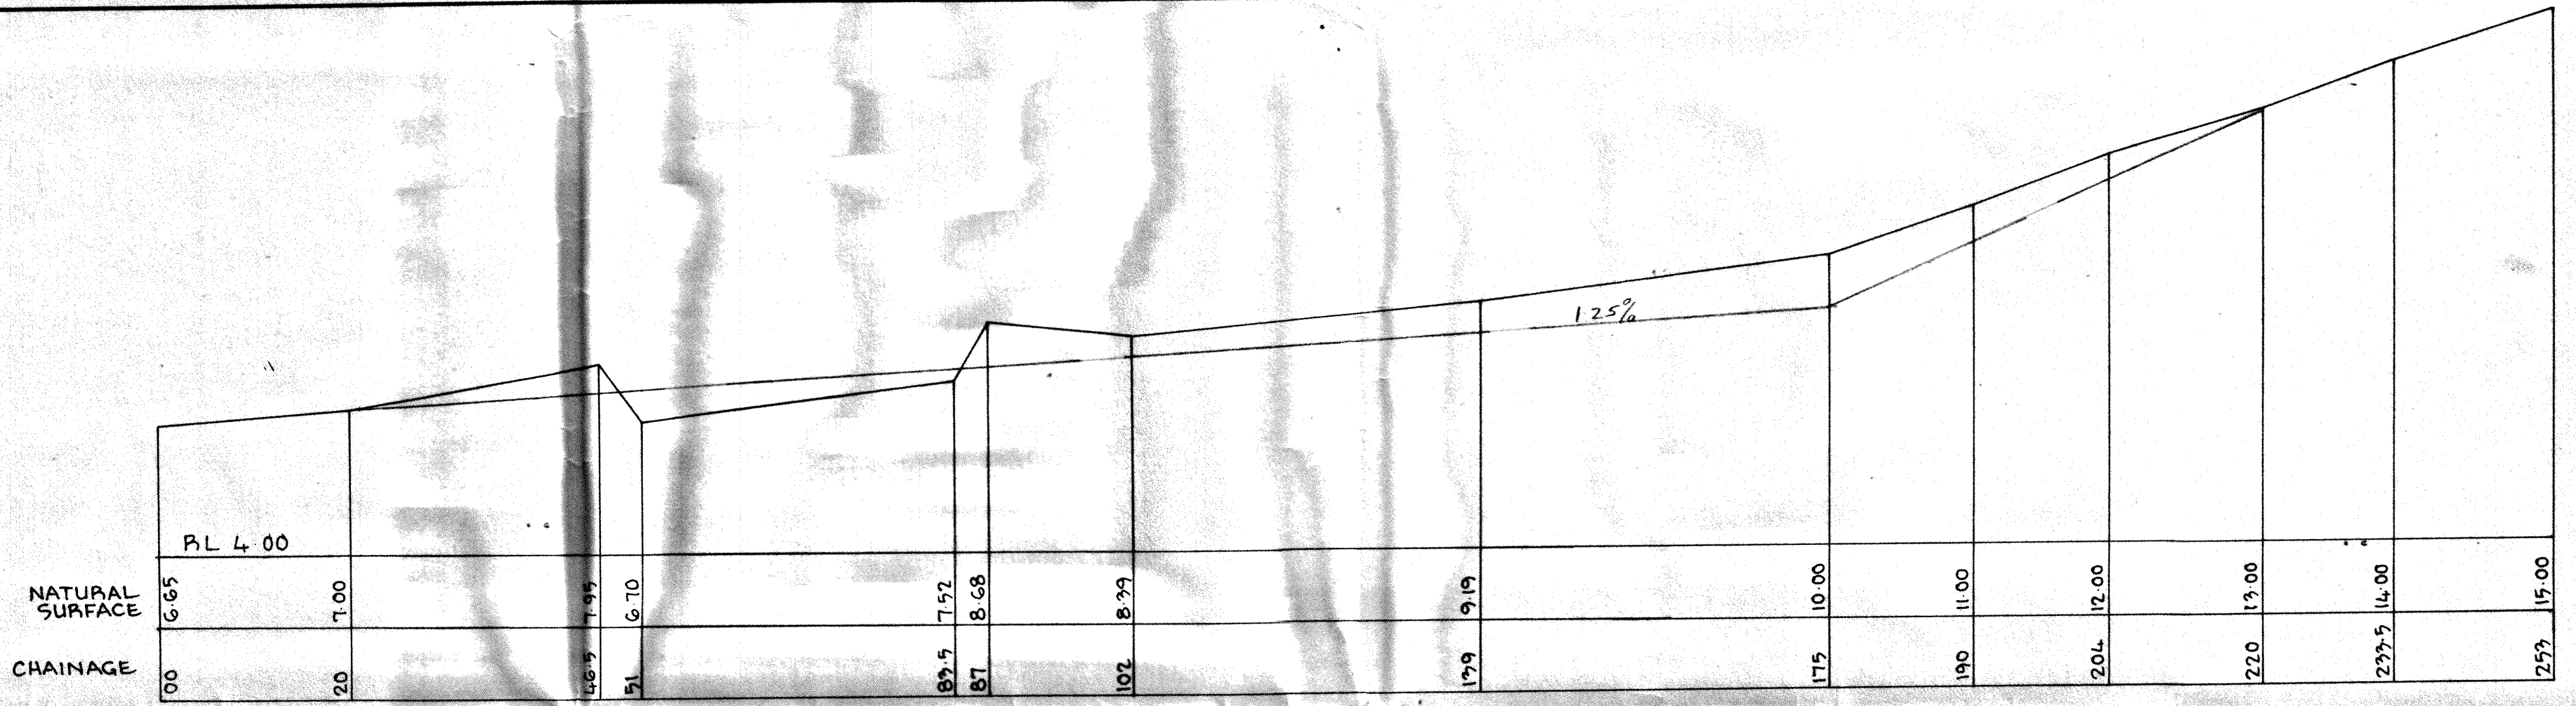 1.25%
RL 4.00
NATURAL SURFACE 6.65 7.00 7.95 6.70 7.52 8.68 8.39 9.19 10.00 11.00 12.00 13.00 14.00 15.00
CHAINAGE 00 20 46.5 51 83.5 87 102 139 175 190 204 220 233.5 253